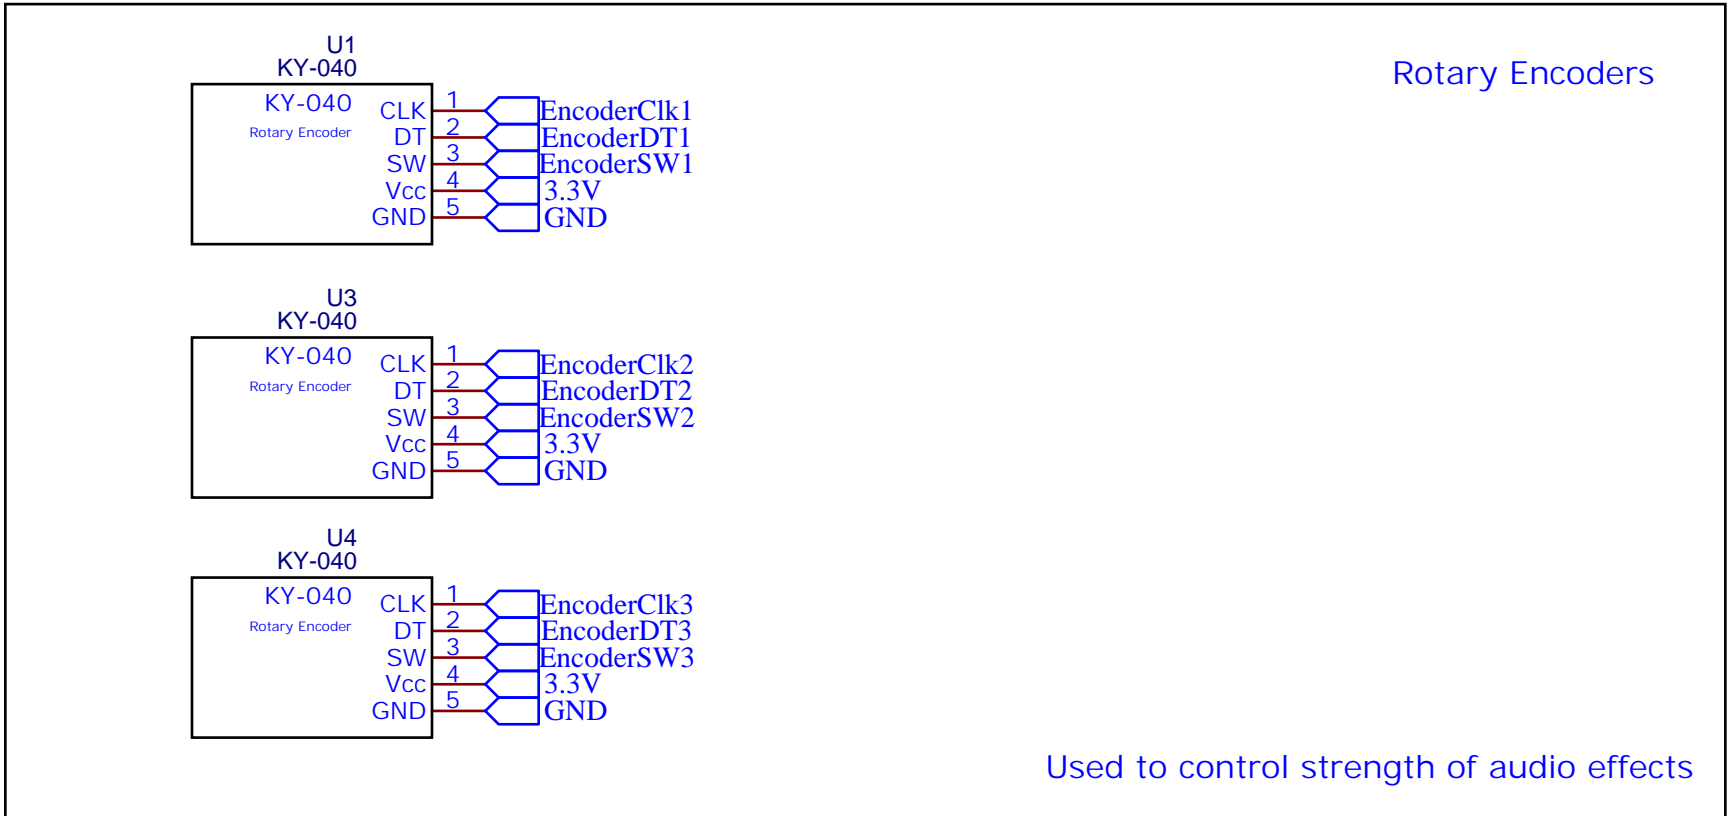 Rotary Encoders
U1
KY-040
KY-040
Rotary Encoder
CLK 1 EncoderClk1
DT 2 EncoderDT1
SW 3 EncoderSW1
Vcc 4 3.3V
GND 5 GND
U3
KY-040
KY-040
Rotary Encoder
CLK 1 EncoderClk2
DT 2 EncoderDT2
SW 3 EncoderSW2
Vcc 4 3.3V
GND 5 GND
U4
KY-040
KY-040
Rotary Encoder
CLK 1 EncoderClk3
DT 2 EncoderDT3
SW 3 EncoderSW3
Vcc 4 3.3V
GND 5 GND
Used to control strength of audio effects